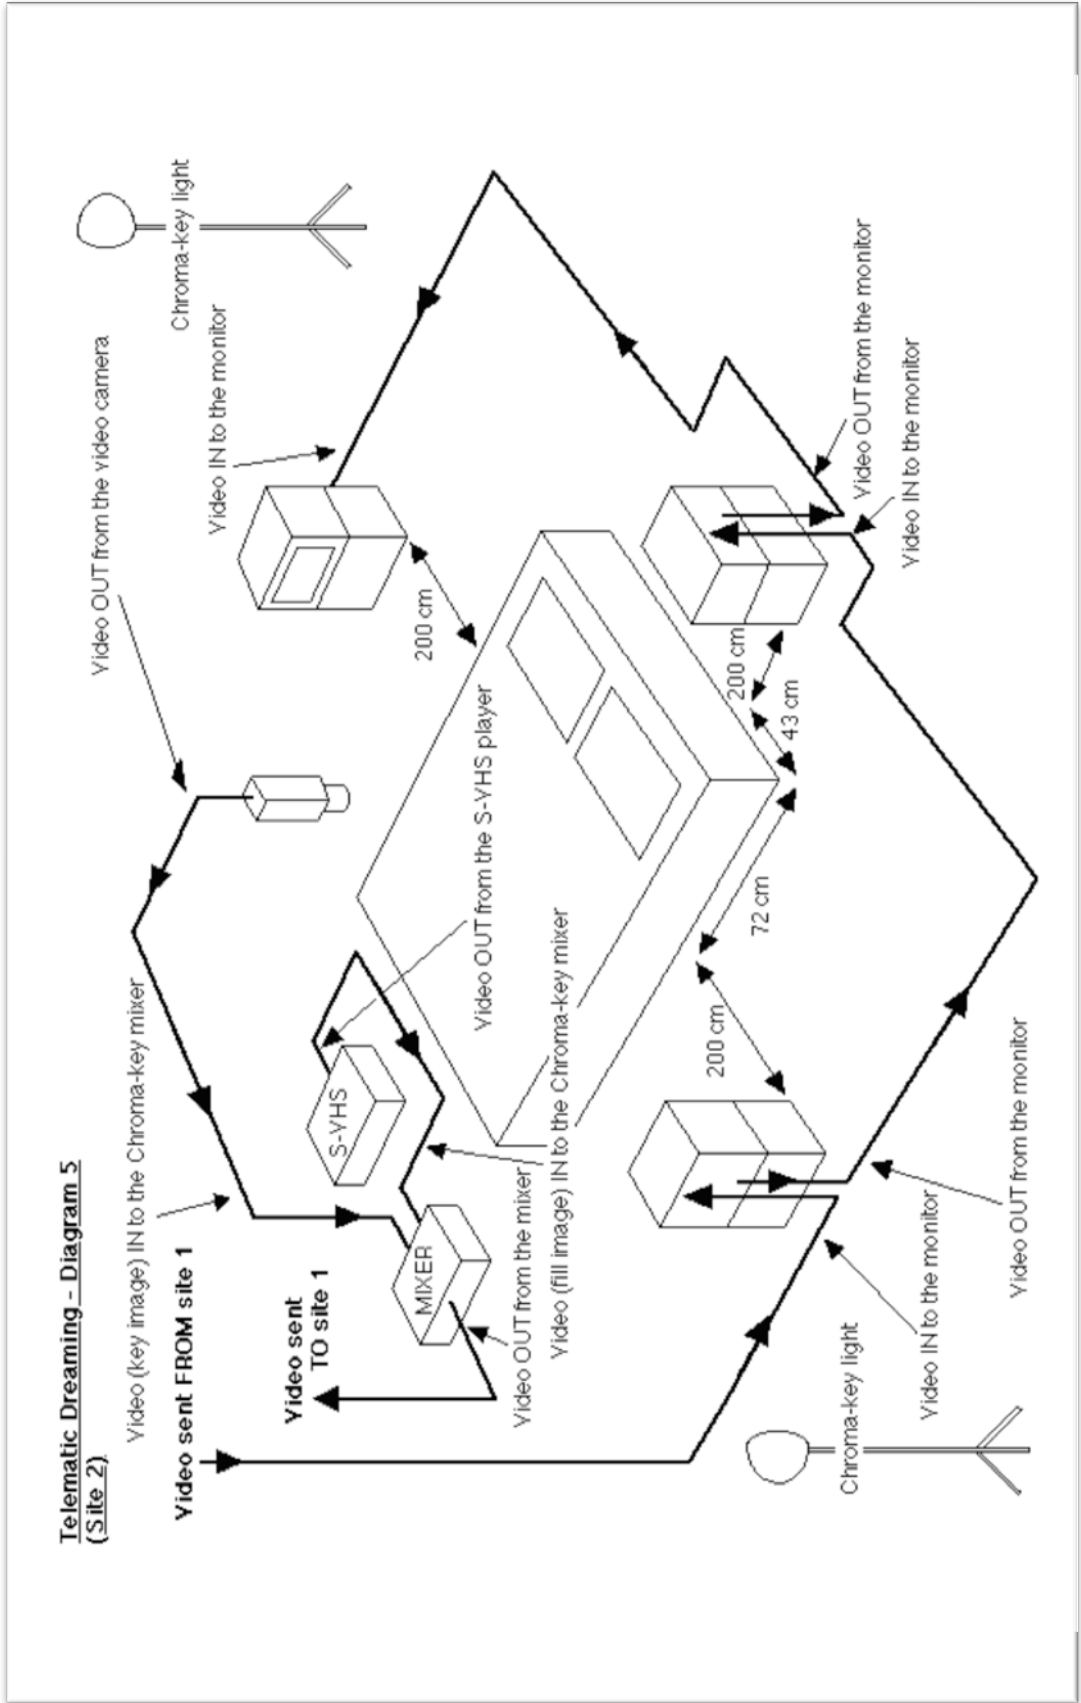 Telematic Dreaming - Diagram 5
(Site 2)
Video (key image) IN to the Chroma-key mixer
Video OUT from the video camera
Video sent FROM site 1
Video IN to the monitor
Chroma-key light
Video sent
TO site 1
S-VHS
MIXER
200 cm
Video OUT from the S-VHS player
Video OUT from the mixer
Video (fill image) IN to the Chroma-key mixer
200 cm
72 cm
43 cm
200 cm
Chroma-key light
Video IN to the monitor
Video OUT from the monitor
Video OUT from the monitor
Video IN to the monitor